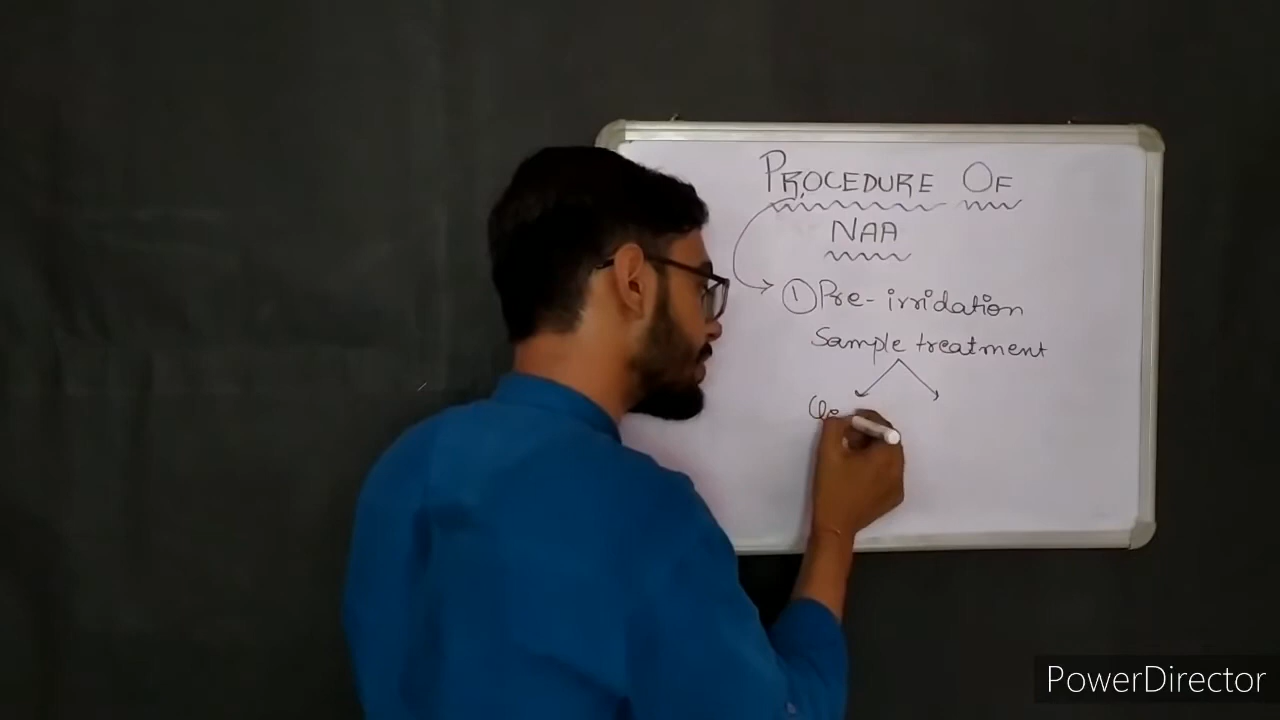 PROCEDURE OF
NAA
① Pre-irridation
Sample treatment
PowerDirector